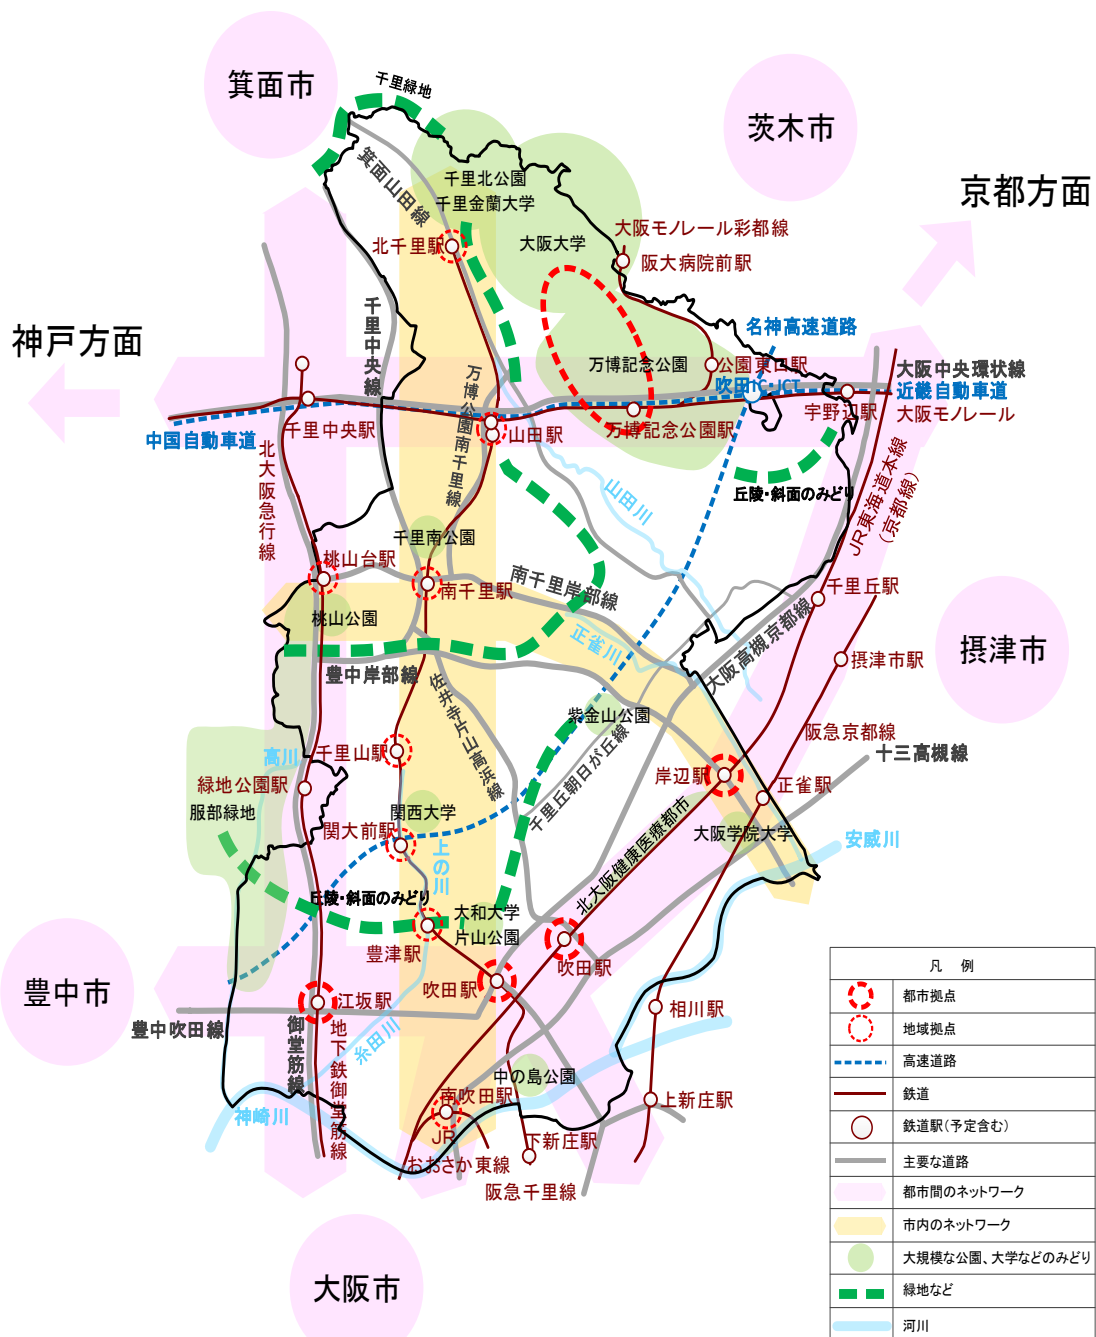 箕面市
千里緑地
茨木市
京都方面
箕面山田線
千里北公園
千里金蘭大学
大阪大学
大阪モノレール彩都線
北千里駅
阪大病院前駅
神戸方面
千里中央線
名神高速道路
万博記念公園
公園東口駅
大阪中央環状線
吹田IC・JCT
近畿自動車道
宇野辺駅
大阪モノレール
中国自動車道
千里中央駅
万博公園南千里線
山田駅
万博記念公園駅
北大阪急行線
山田川
丘陵・斜面のみどり
JR東海道本線
(京都線)
千里南公園
桃山台駅
南千里駅
南千里岸部線
千里丘駅
桃山公園
正雀川
大阪高槻京都線
摂津市
豊中岸部線
摂津市駅
佐井寺片山高浜線
紫金山公園
千里丘朝日が丘線
阪急京都線
十三高槻線
高川
千里山駅
岸辺駅
緑地公園駅
正雀駅
服部緑地
関西大学
関大前駅
上の川
北大阪健康医療都市
大阪学院大学
安威川
丘陵・斜面のみどり
大和大学
片山公園
豊津駅
吹田駅
吹田駅
豊中市
江坂駅
相川駅
豊中吹田線
御堂筋線
地下鉄御堂筋線
糸田川
中の島公園
南吹田駅
神崎川
上新庄駅
JR
おおさか東線
下新庄駅
阪急千里線
大阪市
凡　例
都市拠点
地域拠点
高速道路
鉄道
鉄道駅(予定含む)
主要な道路
都市間のネットワーク
市内のネットワーク
大規模な公園、大学などのみどり
緑地など
河川